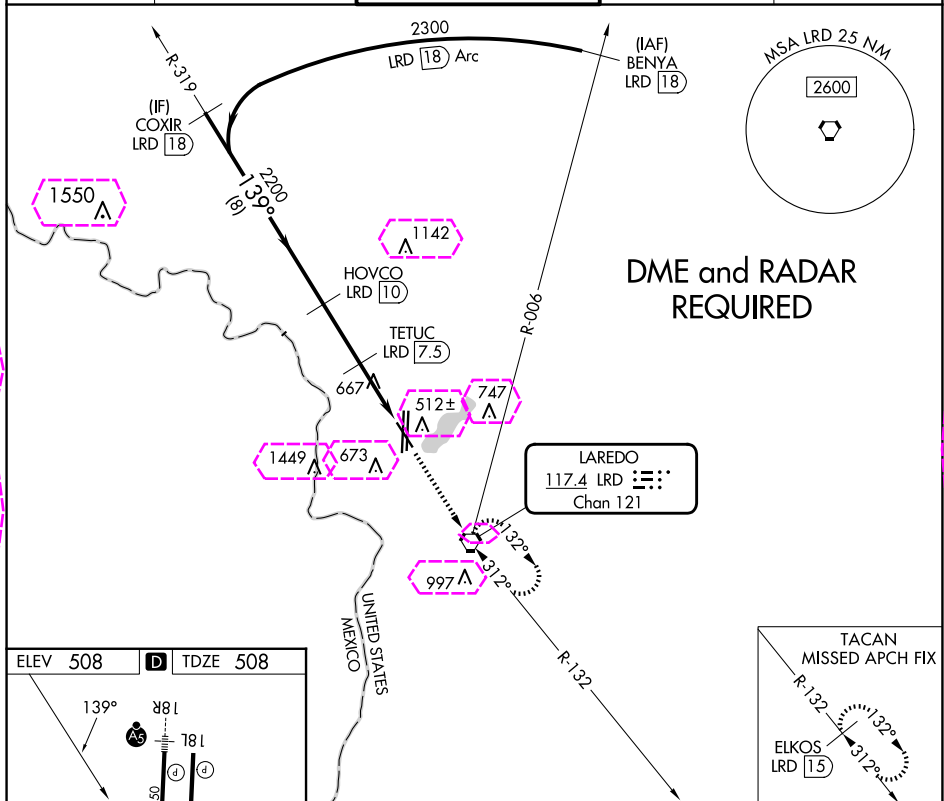 2300
LRD 18 Arc
(IAF)
BENYA
LRD 18
MSA LRD 25 NM
2600
R-319
(IF)
COXIR
LRD 18
2200
139°
(8)
1550
1142
DME and RADAR
REQUIRED
HOVCO
LRD 10
R-006
TETUC
LRD 7.5
667
512±
747
1449
673
LAREDO
117.4 LRD
Chan 121
132°
312°
997
UNITED STATES
MEXICO
R-132
ELEV 508
D
TDZE 508
139°
18R
18L
A5
P
P
50
TACAN
MISSED APCH FIX
R-132
132°
312°
ELKOS
LRD 15